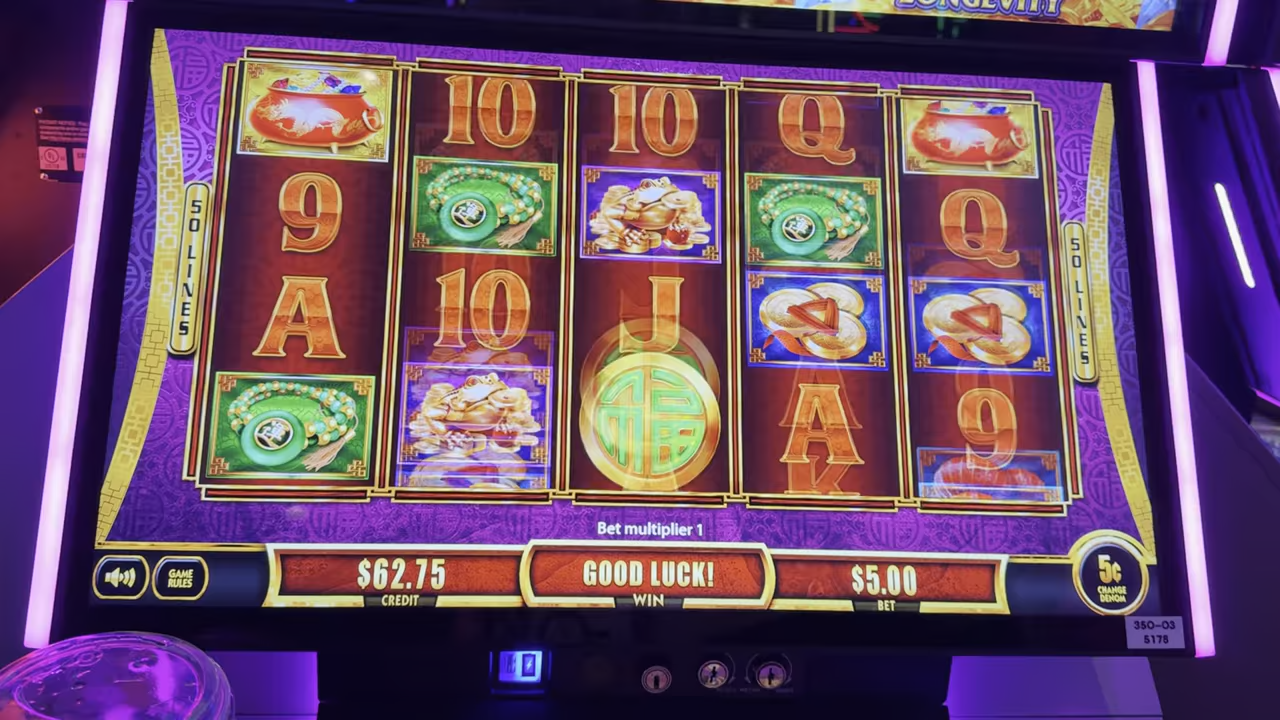 LONGEVITY
10
10
Q
9
Q
50 LINES
50 LINES
A
10
J
A
9
K
Bet multiplier 1
GAME
RULES
$62.75
CREDIT
GOOD LUCK!
WIN
$5.00
BET
5¢
CHANGE
DENOM
350-03
5178